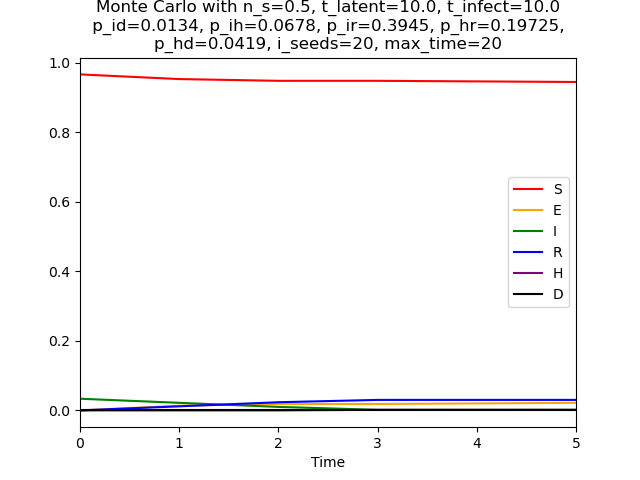 Monte Carlo with n_s=0.5, t_latent=10.0, t_infect=10.0
p_id=0.0134, p_ih=0.0678, p_ir=0.3945, p_hr=0.19725,
p_hd=0.0419, i_seeds=20, max_time=20
1.0
0.8
0.6
0.4
0.2
0.0
S
E
I
R
H
D
0 1 2 3 4 5
Time